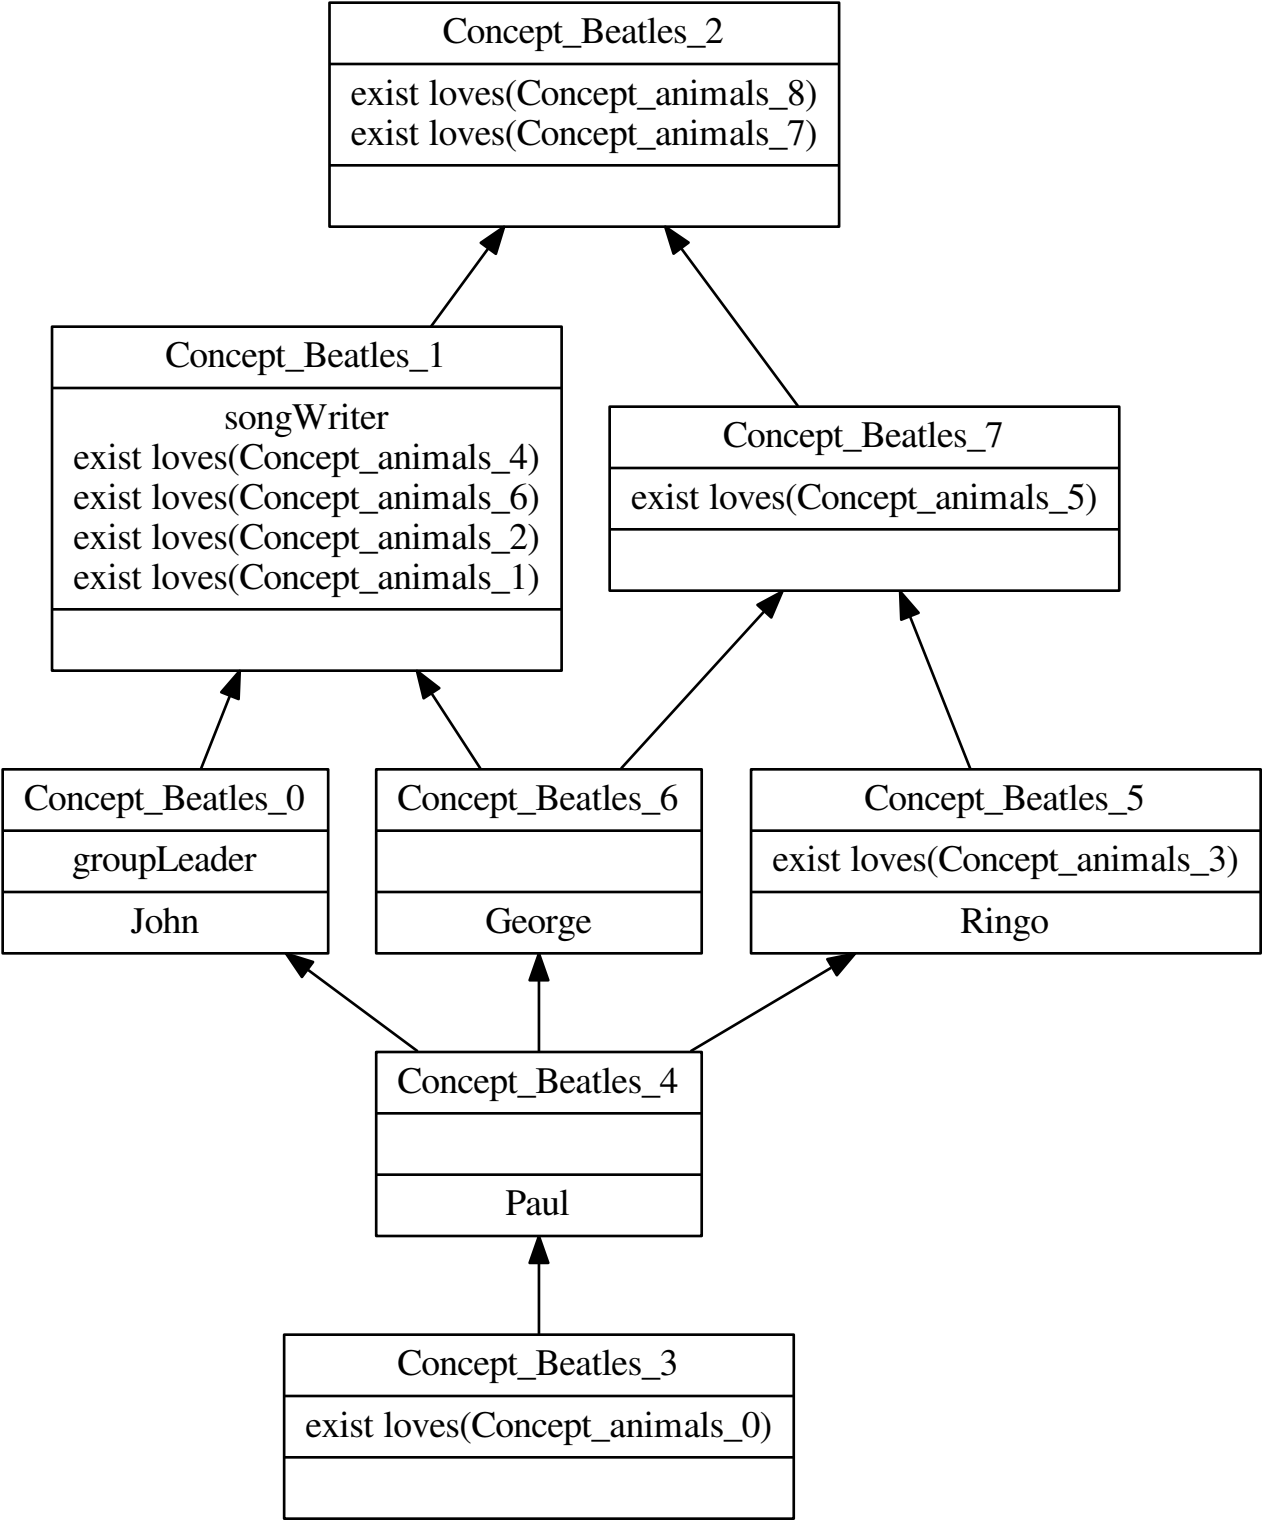 Concept_Beatles_2
exist loves(Concept_animals_8)
exist loves(Concept_animals_7)
Concept_Beatles_1
songWriter
exist loves(Concept_animals_4)
exist loves(Concept_animals_6)
exist loves(Concept_animals_2)
exist loves(Concept_animals_1)
Concept_Beatles_7
exist loves(Concept_animals_5)
Concept_Beatles_0
groupLeader
John
Concept_Beatles_6
George
Concept_Beatles_5
exist loves(Concept_animals_3)
Ringo
Concept_Beatles_4
Paul
Concept_Beatles_3
exist loves(Concept_animals_0)